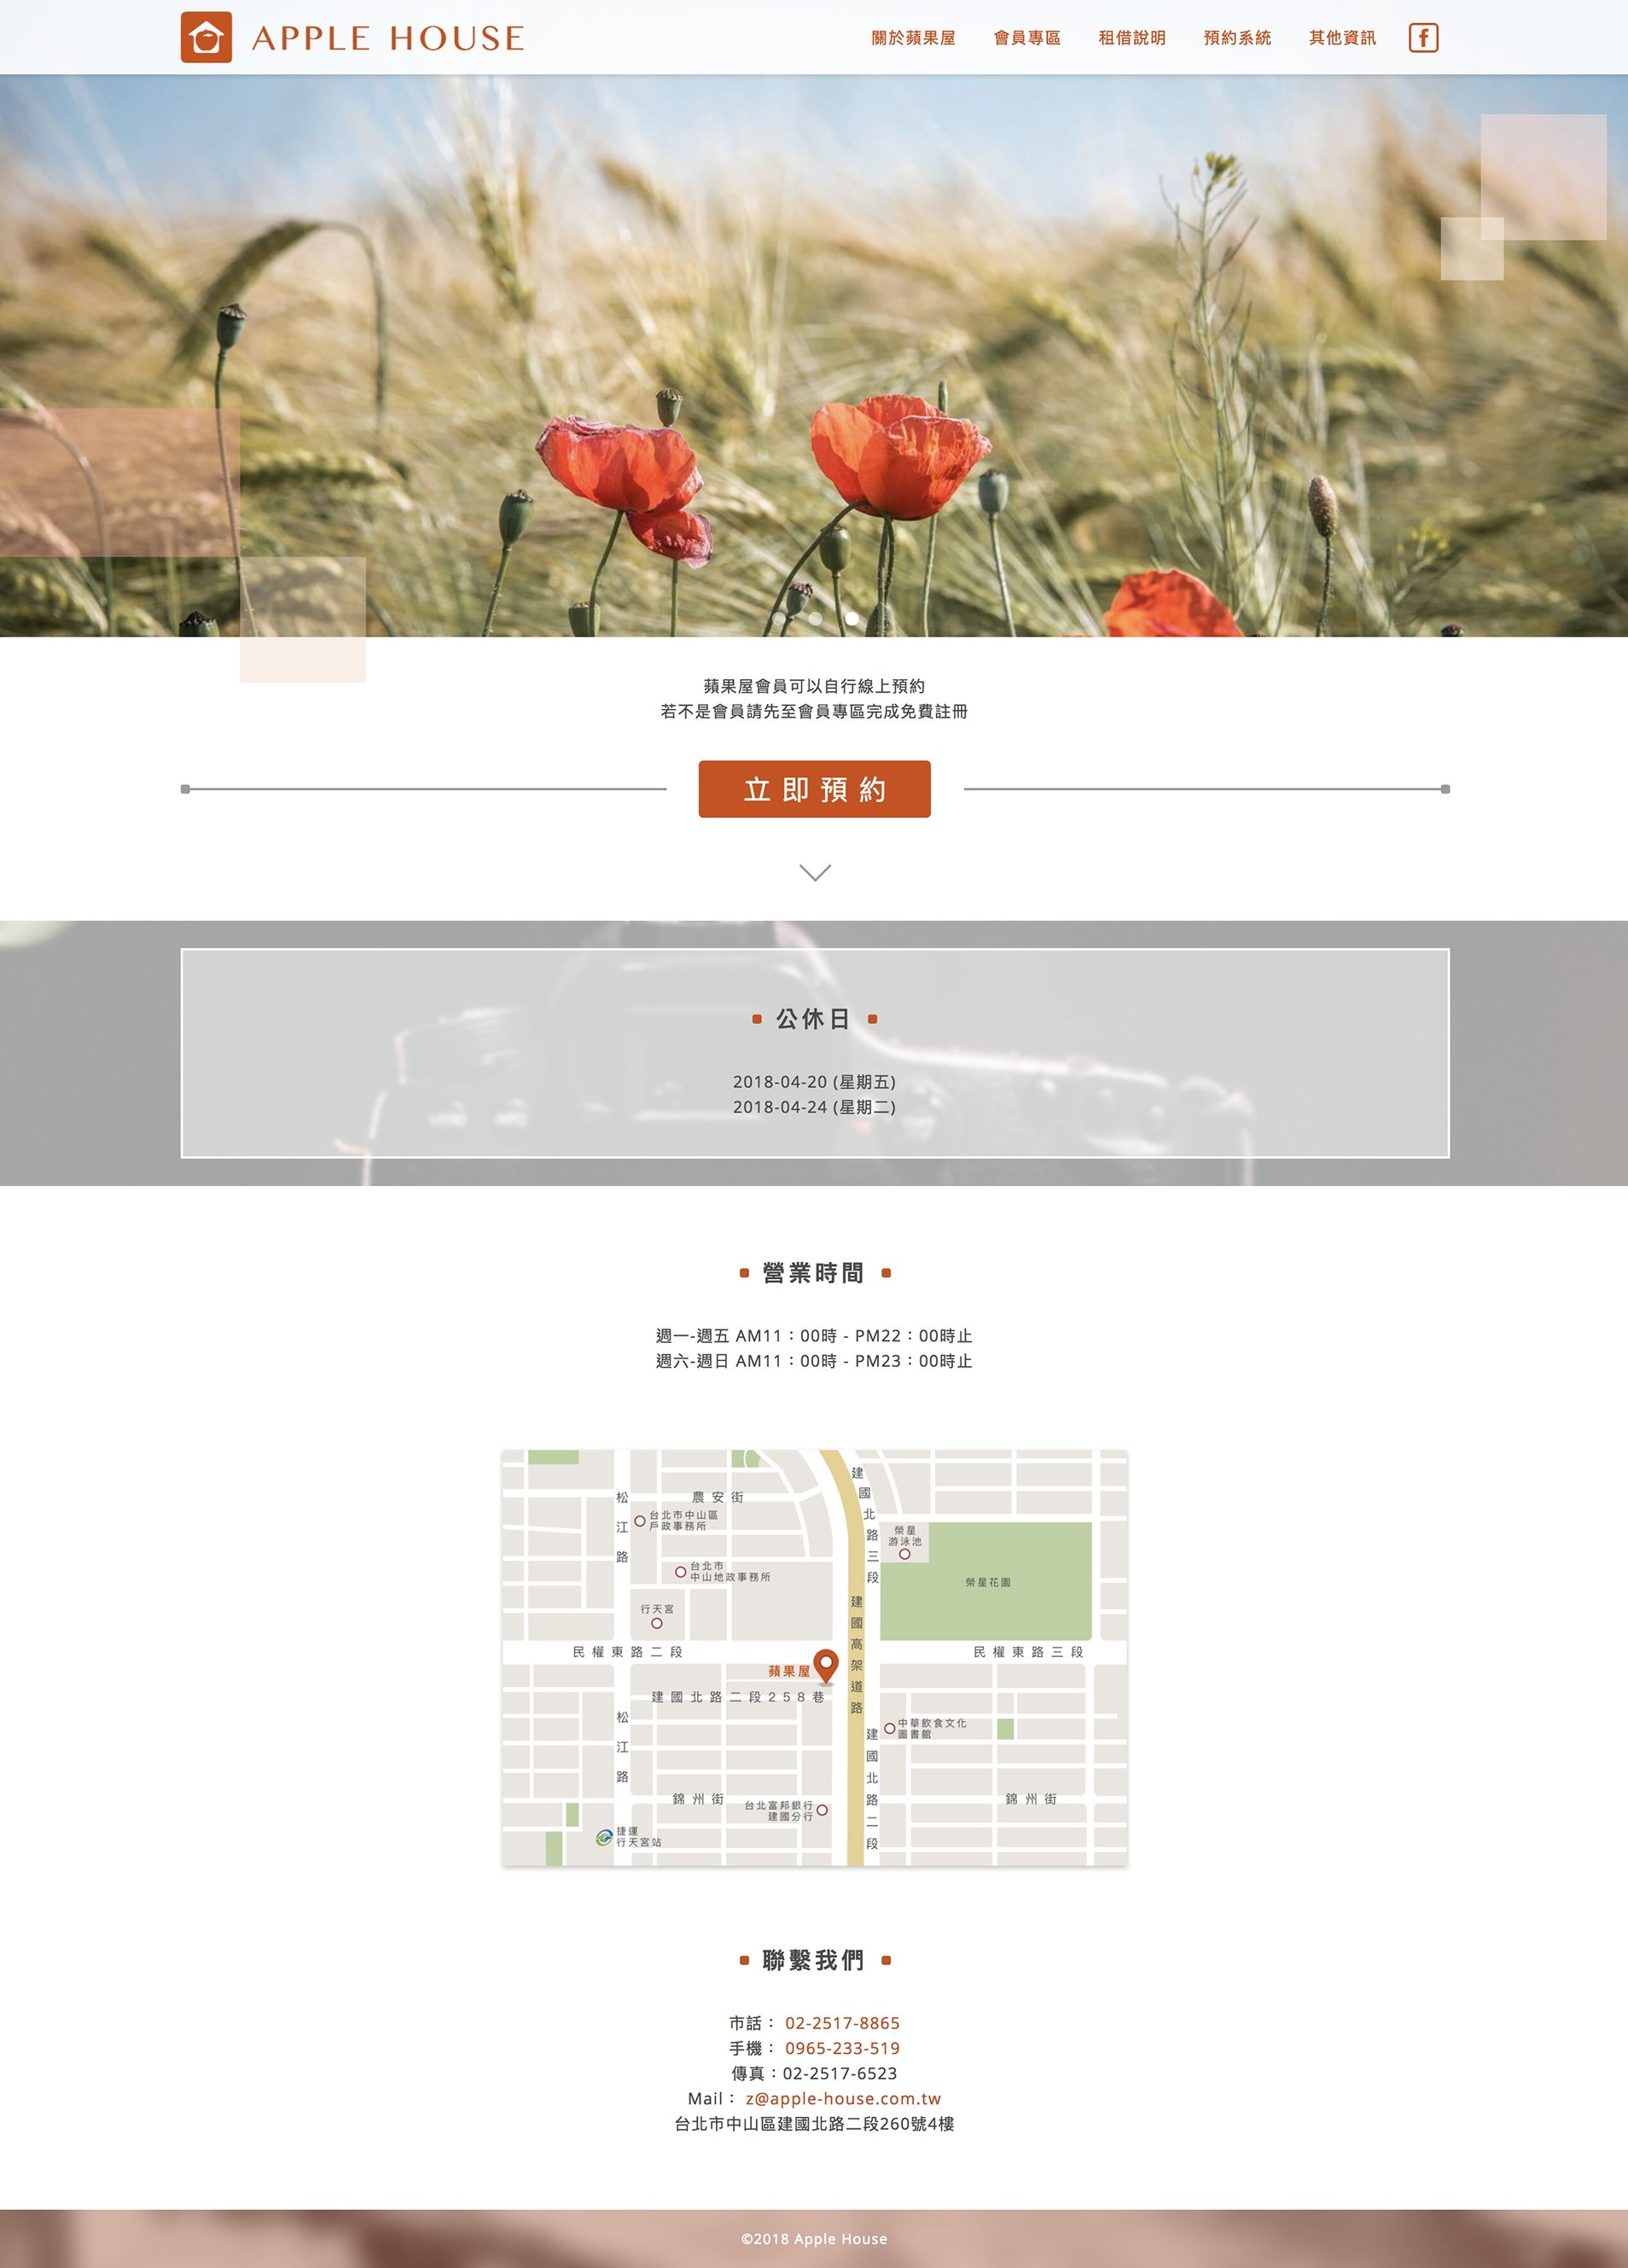 APPLE HOUSE
關於蘋果屋 會員專區 租借說明 預約系統 其他資訊
蘋果屋會員可以自行線上預約
若不是會員請先至會員專區完成免費註冊
立即預約
公休日
2018-04-20 (星期五)
2018-04-24 (星期二)
營業時間
週一-週五 AM11：00時 - PM22：00時止
週六-週日 AM11：00時 - PM23：00時止
建國北路三段
松江路
農安街
台北市中山區
戶政事務所
榮星
游泳池
台北市
中山地政事務所
榮星花園
行天宮
建國高架道路
民權東路二段
民權東路三段
蘋果屋
建國北路二段258巷
松江路
中華飲食文化
圖書館
建國北路二段
錦州街
錦州街
台北富邦銀行
建國分行
捷運
行天宮站
聯繫我們
市話： 02-2517-8865
手機： 0965-233-519
傳真：02-2517-6523
Mail： z@apple-house.com.tw
台北市中山區建國北路二段260號4樓
©2018 Apple House